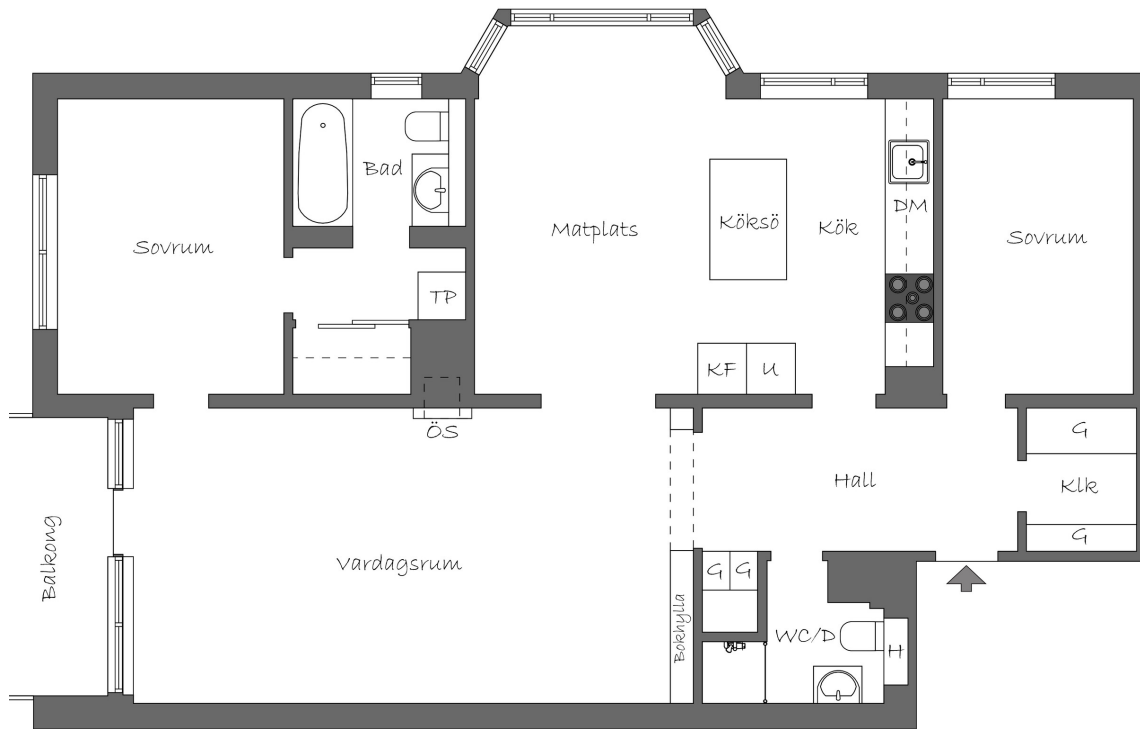 Bad
Sovrum
TP
Matplats
Köksö
Kök
DM
Sovrum
KF
U
ÖS
Hall
G
Klk
G
Balkong
Vardagsrum
Bokhylla
G
G
WC/D
H